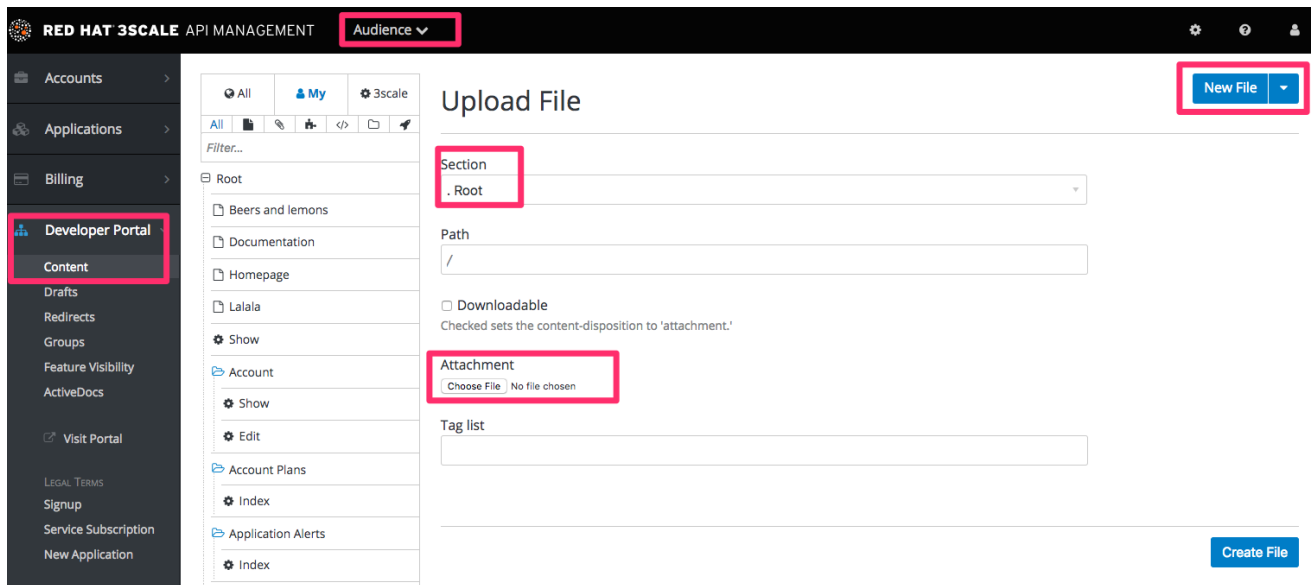 RED HAT 3SCALE API MANAGEMENT
Audience
Accounts
Applications
Billing
Developer Portal
Content
Drafts
Redirects
Groups
Feature Visibility
ActiveDocs
Visit Portal
LEGAL TERMS
Signup
Service Subscription
New Application
All
My
3scale
All
Filter...
Root
Beers and lemons
Documentation
Homepage
Lalala
Show
Account
Show
Edit
Account Plans
Index
Application Alerts
Index
Upload File
New File
Section
. Root
Path
/
Downloadable
Checked sets the content-disposition to 'attachment.'
Attachment
Choose File No file chosen
Tag list
Create File